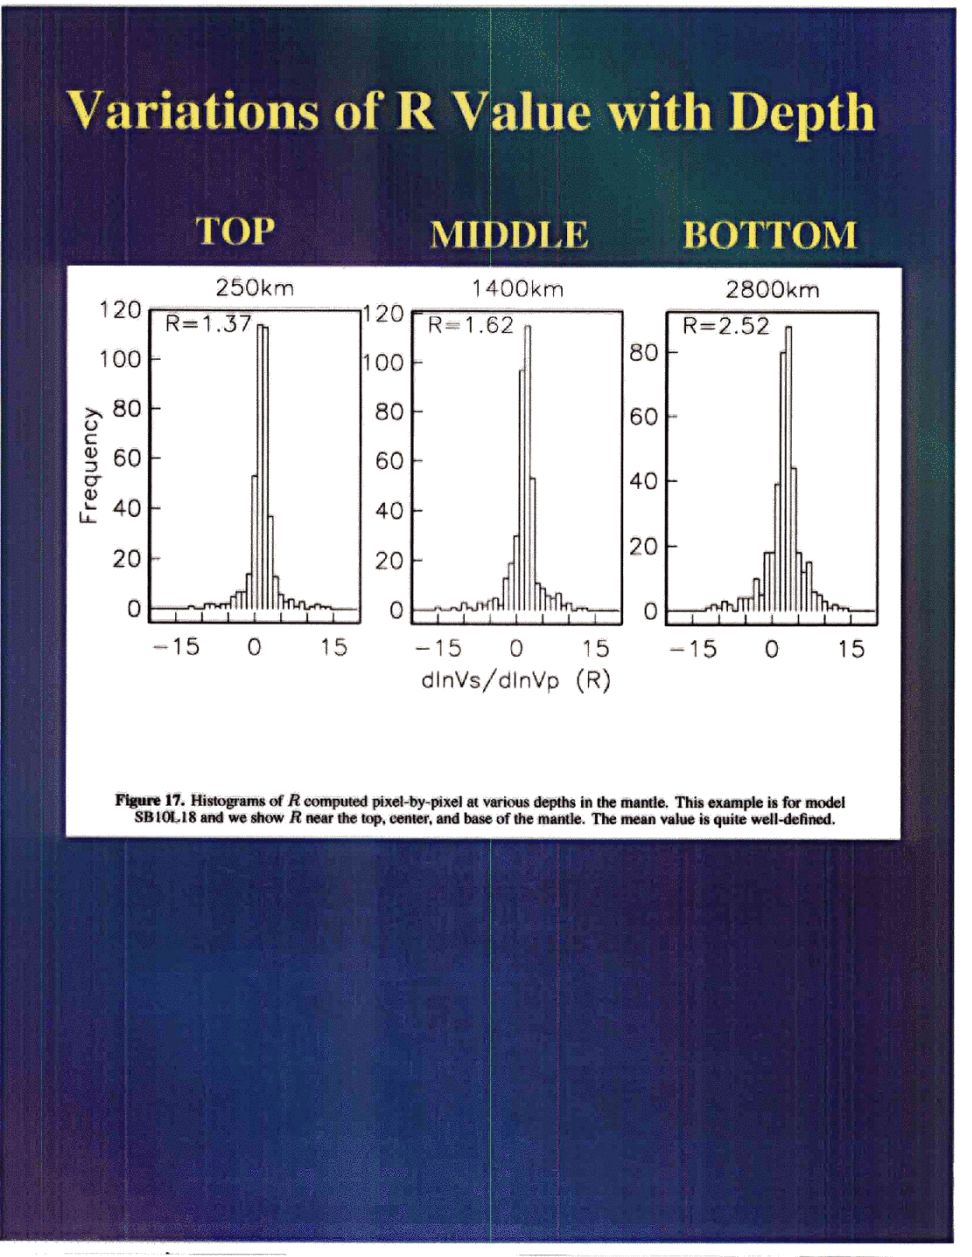 Variations of R Value with Depth
TOP MIDDLE BOTTOM
250km 1400km 2800km
R=1.37 R=1.62 R=2.52
120 100 80 60 40 20 0
120 100 80 60 40 20 0
80 60 40 20 0
Frequency
-15 0 15 -15 0 15 -15 0 15
dlnVs/dlnVp (R)
Figure 17. Histograms of R computed pixel-by-pixel at various depths in the mantle. This example is for model
SB10L18 and we show R near the top, center, and base of the mantle. The mean value is quite well-defined.